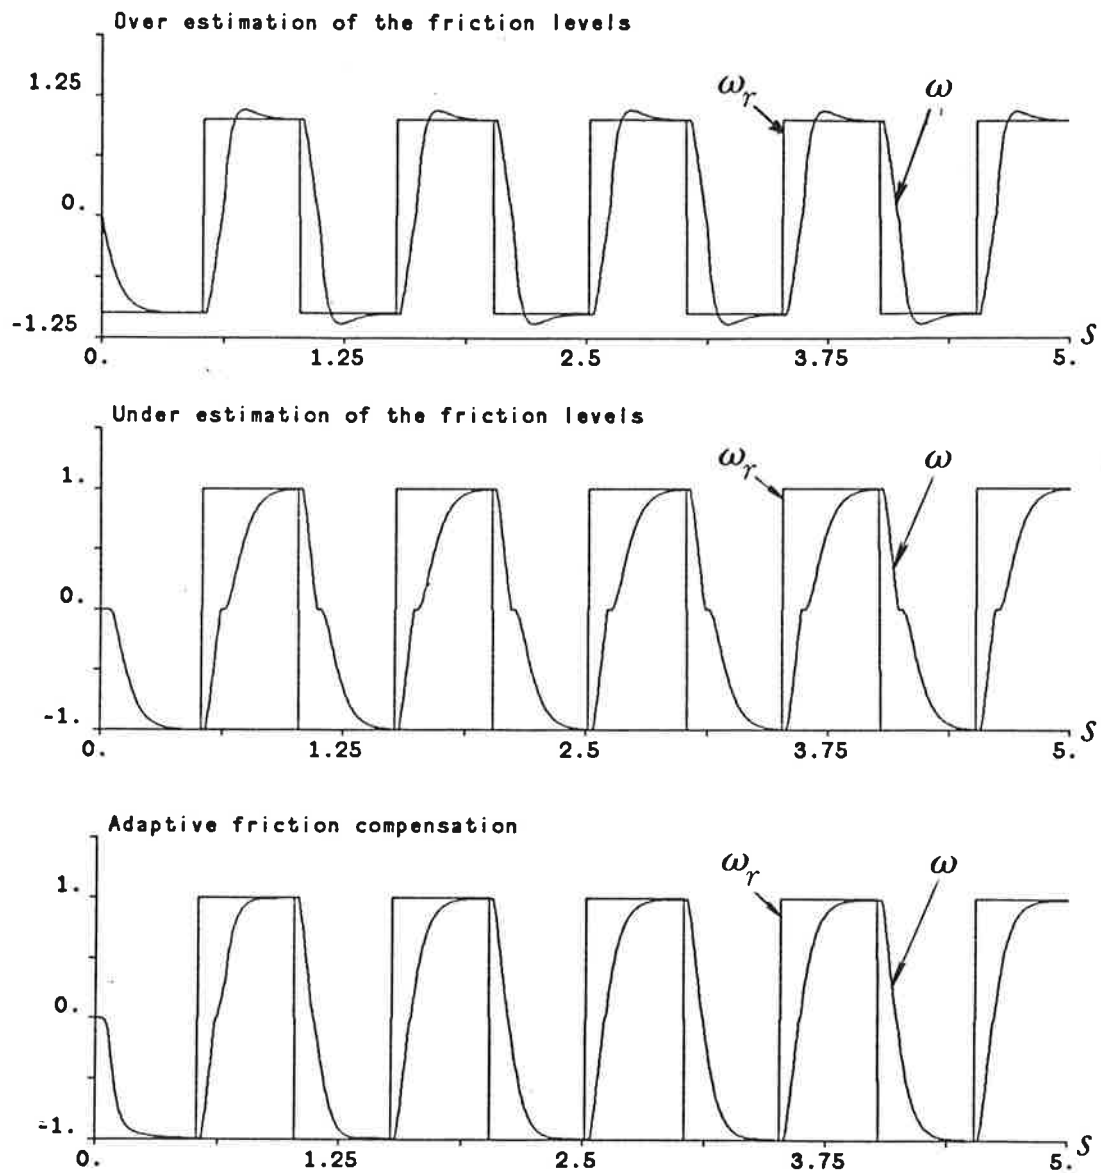 Over estimation of the friction levels
1.25
ω_r
ω
0.
-1.25
0.
1.25
2.5
3.75
5.
S
Under estimation of the friction levels
1.
ω_r
ω
0.
-1.
0.
1.25
2.5
3.75
5.
S
Adaptive friction compensation
1.
ω_r
ω
0.
-1.
0.
1.25
2.5
3.75
5.
S